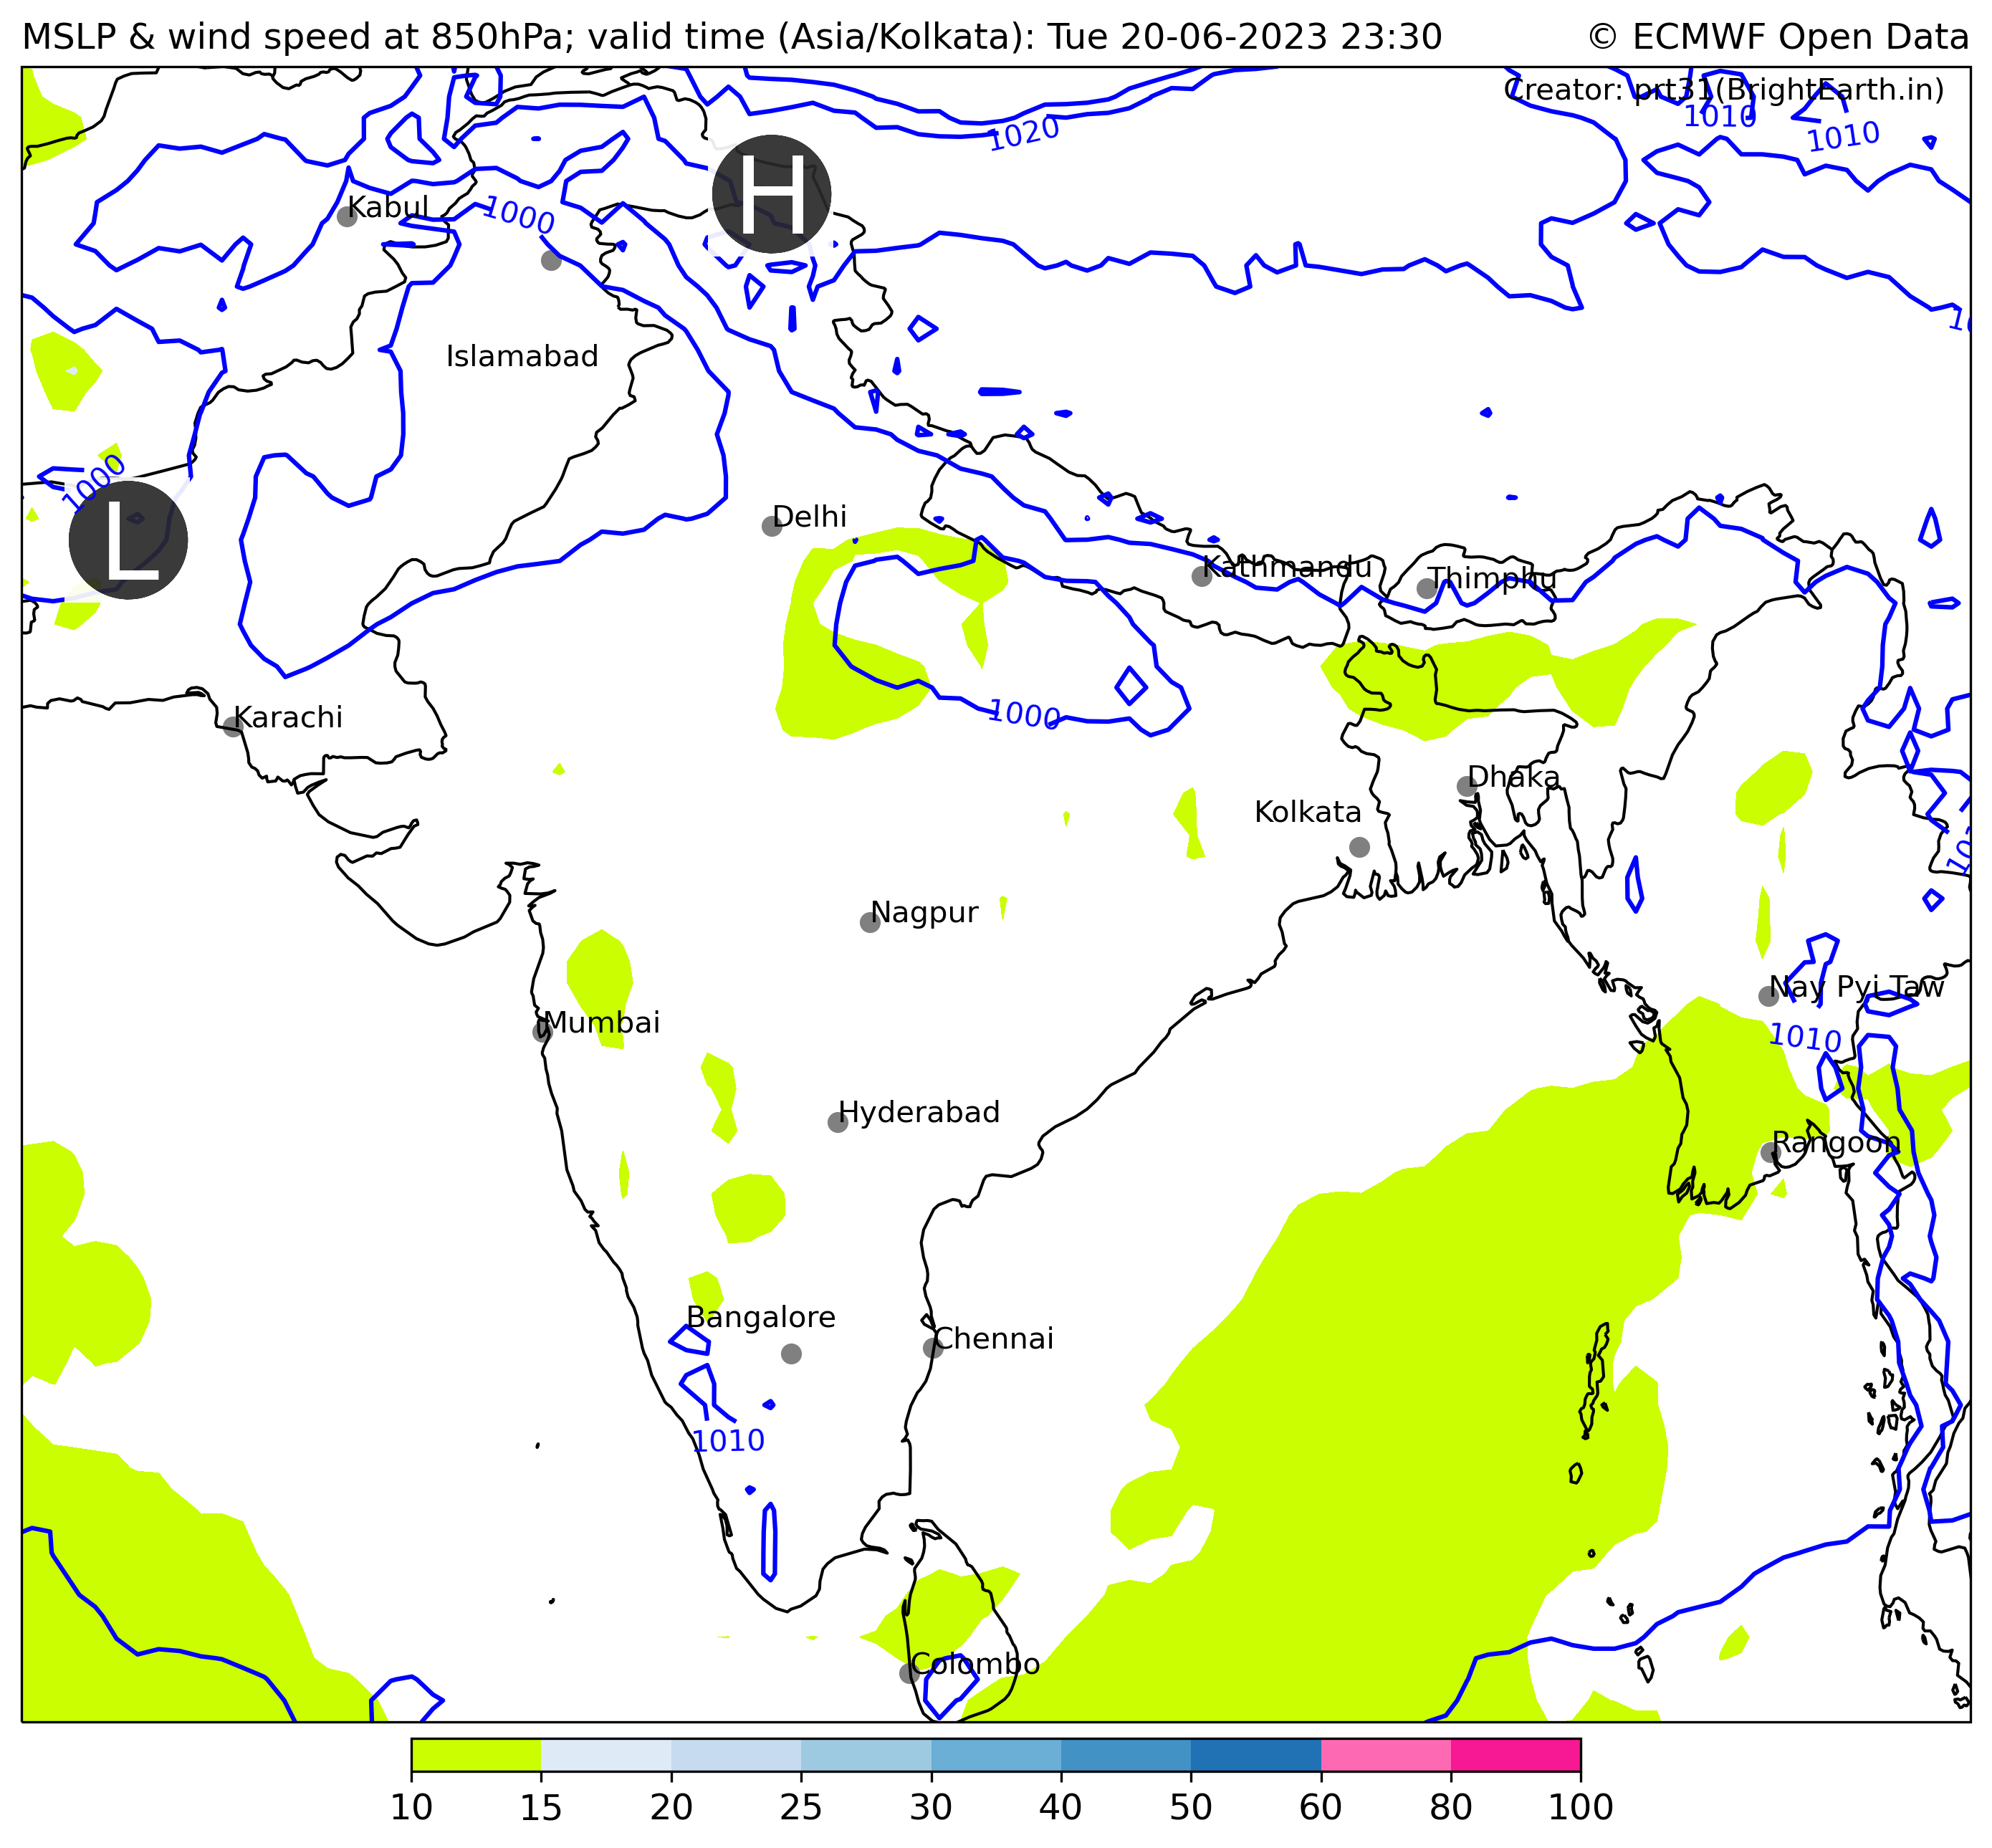 MSLP & wind speed at 850hPa; valid time (Asia/Kolkata): Tue 20-06-2023 23:30
© ECMWF Open Data
Creator: prt31(BrightEarth.in)
1010
1020
1010
H
Kabul
1000
Islamabad
1000
L
Delhi
Kathmandu
Thimphu
1000
Karachi
Dhaka
Kolkata
Nagpur
Nay Pyi Taw
Mumbai
1010
Hyderabad
Rangoon
Bangalore
Chennai
1010
Colombo
10 15 20 25 30 40 50 60 80 100